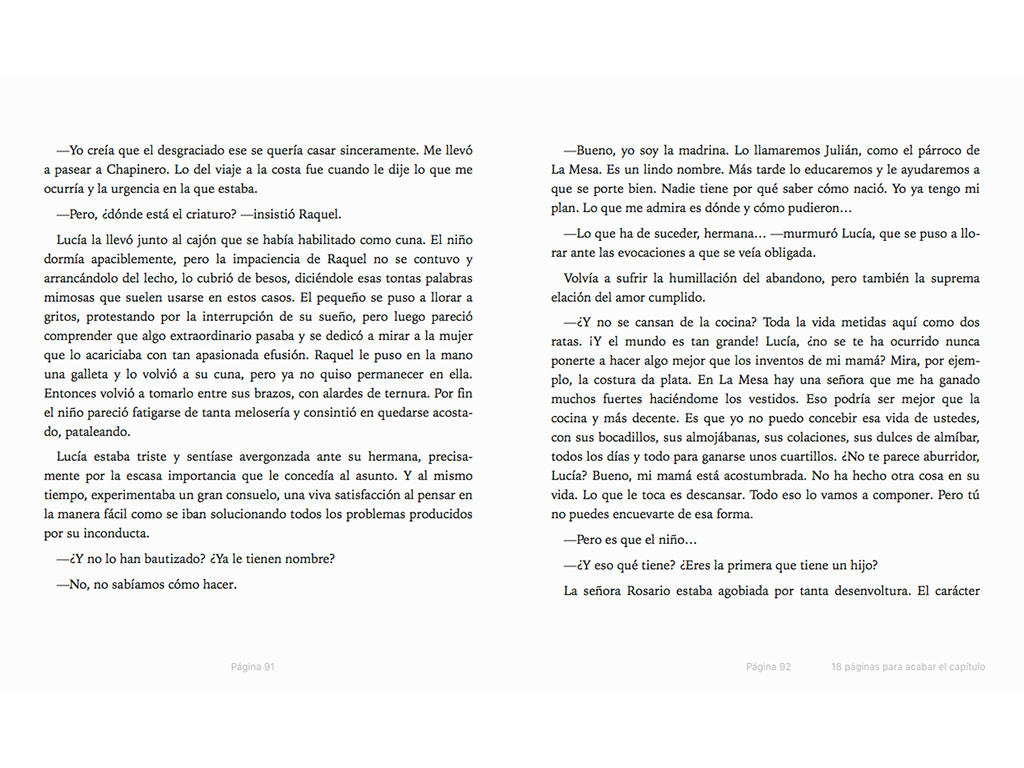 —Yo creía que el desgraciado ese se quería casar sinceramente. Me llevó
a pasear a Chapinero. Lo del viaje a la costa fue cuando le dije lo que me
ocurría y la urgencia en la que estaba.
—Pero, ¿dónde está el criaturo? —insistió Raquel.
Lucía la llevó junto al cajón que se había habilitado como cuna. El niño
dormía apaciblemente, pero la impaciencia de Raquel no se contuvo y
arrancándolo del lecho, lo cubrió de besos, diciéndole esas tontas palabras
mimosas que suelen usarse en estos casos. El pequeño se puso a llorar a
gritos, protestando por la interrupción de su sueño, pero luego pareció
comprender que algo extraordinario pasaba y se dedicó a mirar a la mujer
que lo acariciaba con tan apasionada efusión. Raquel le puso en la mano
una galleta y lo volvió a su cuna, pero ya no quiso permanecer en ella.
Entonces volvió a tomarlo entre sus brazos, con alardes de ternura. Por fin
el niño pareció fatigarse de tanta melosería y consintió en quedarse acosta-
do, pataleando.
Lucía estaba triste y sentíase avergonzada ante su hermana, precisa-
mente por la escasa importancia que le concedía al asunto. Y al mismo
tiempo, experimentaba un gran consuelo, una viva satisfacción al pensar en
la manera fácil como se iban solucionando todos los problemas producidos
por su inconducta.
—¿Y no lo han bautizado? ¿Ya le tienen nombre?
—No, no sabíamos cómo hacer.
Página 91
—Bueno, yo soy la madrina. Lo llamaremos Julián, como el párroco de
La Mesa. Es un lindo nombre. Más tarde lo educaremos y le ayudaremos a
que se porte bien. Nadie tiene por qué saber cómo nació. Yo ya tengo mi
plan. Lo que me admira es dónde y cómo pudieron…
—Lo que ha de suceder, hermana… —murmuró Lucía, que se puso a llo-
rar ante las evocaciones a que se veía obligada.
Volvía a sufrir la humillación del abandono, pero también la suprema
elación del amor cumplido.
—¿Y no se cansan de la cocina? Toda la vida metidas aquí como dos
ratas. ¡Y el mundo es tan grande! Lucía, ¿no se te ha ocurrido nunca
ponerte a hacer algo mejor que los inventos de mi mamá? Mira, por ejem-
plo, la costura da plata. En La Mesa hay una señora que me ha ganado
muchos fuertes haciéndome los vestidos. Eso podría ser mejor que la
cocina y más decente. Es que yo no puedo concebir esa vida de ustedes,
con sus bocadillos, sus almojábanas, sus colaciones, sus dulces de almíbar,
todos los días y todo para ganarse unos cuartillos. ¿No te parece aburridor,
Lucía? Bueno, mi mamá está acostumbrada. No ha hecho otra cosa en su
vida. Lo que le toca es descansar. Todo eso lo vamos a componer. Pero tú
no puedes encuevarte de esa forma.
—Pero es que el niño…
—¿Y eso qué tiene? ¿Eres la primera que tiene un hijo?
La señora Rosario estaba agobiada por tanta desenvoltura. El carácter
Página 92
18 páginas para acabar el capítulo